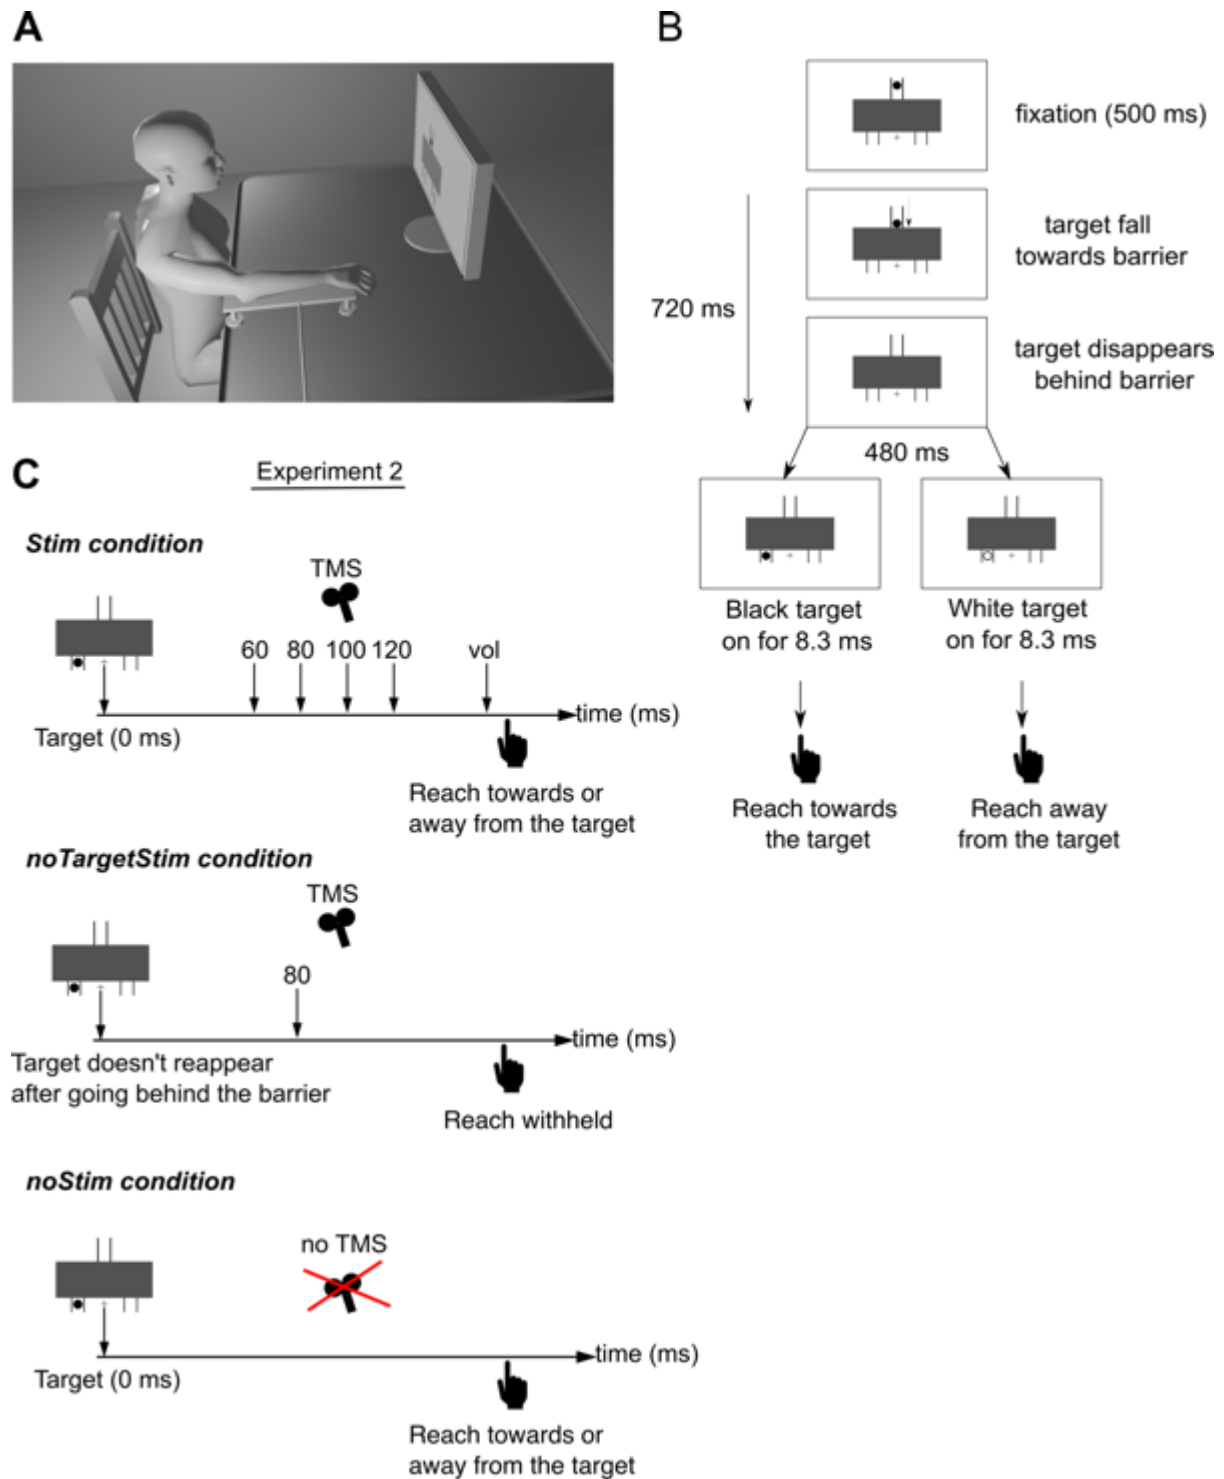 A
B
fixation (500 ms)
target fall
towards barrier
720 ms
target disappears
behind barrier
480 ms
Black target
on for 8.3 ms
White target
on for 8.3 ms
Reach towards
the target
Reach away
from the target
C
Experiment 2
Stim condition
TMS
60 80 100 120 vol
time (ms)
Target (0 ms)
Reach towards or
away from the target
noTargetStim condition
TMS
80
time (ms)
Target doesn't reappear
after going behind the barrier
Reach withheld
noStim condition
no TMS
time (ms)
Target (0 ms)
Reach towards or
away from the target